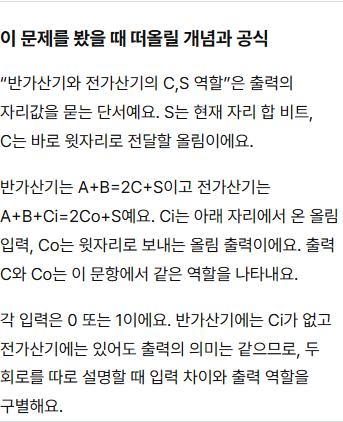 이 문제를 봤을 때 떠올릴 개념과 공식
“반가산기와 전가산기의 C,S 역할”은 출력의
자리값을 묻는 단서예요. S는 현재 자리 합 비트,
C는 바로 윗자리로 전달할 올림이에요.
반가산기는 A+B=2C+S이고 전가산기는
A+B+Ci=2Co+S예요. Ci는 아래 자리에서 온 올림
입력, Co는 윗자리로 보내는 올림 출력이에요. 출력
C와 Co는 이 문항에서 같은 역할을 나타내요.
각 입력은 0 또는 1이에요. 반가산기에는 Ci가 없고
전가산기에는 있어도 출력의 의미는 같으므로, 두
회로를 따로 설명할 때 입력 차이와 출력 역할을
구별해요.